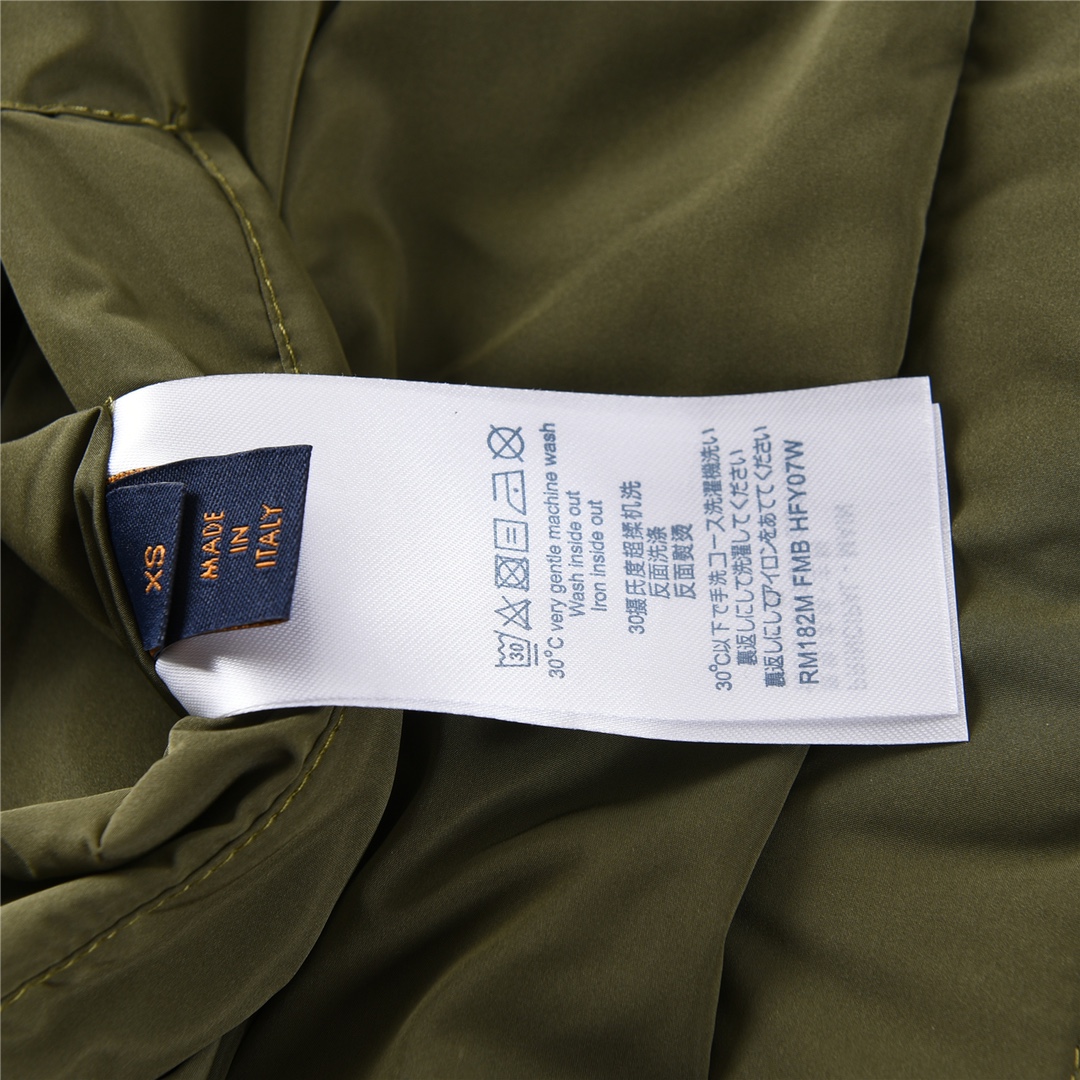 XS
MADE
IN
ITALY
30
30°C very gentle machine wash
Wash inside out
Iron inside out
30摄氏度超揉机洗
反面洗涤
反面熨烫
30℃以下で手洗コース洗濯機洗い
裏返しにして洗濯してください
裏返しにしてアイロンをあててください
RM182M FMB HFY07W